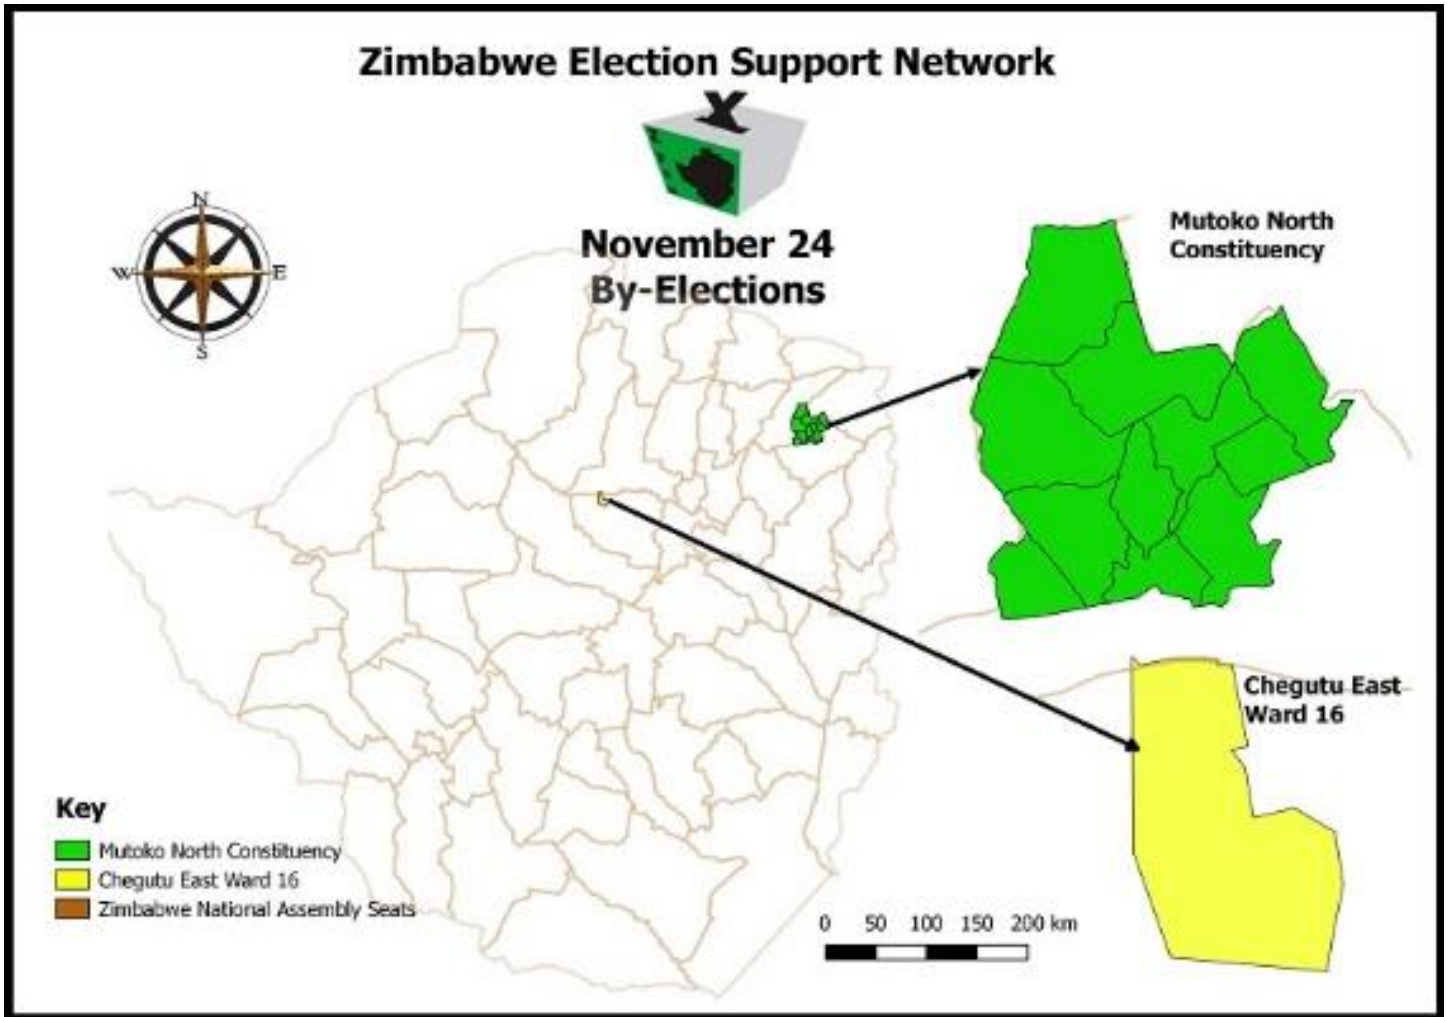 Zimbabwe Election Support Network
X
November 24
By-Elections
N
W
E
S
Mutoko North
Constituency
Chegutu East
Ward 16
Key
Mutoko North Constituency
Chegutu East Ward 16
Zimbabwe National Assembly Seats
0 50 100 150 200 km